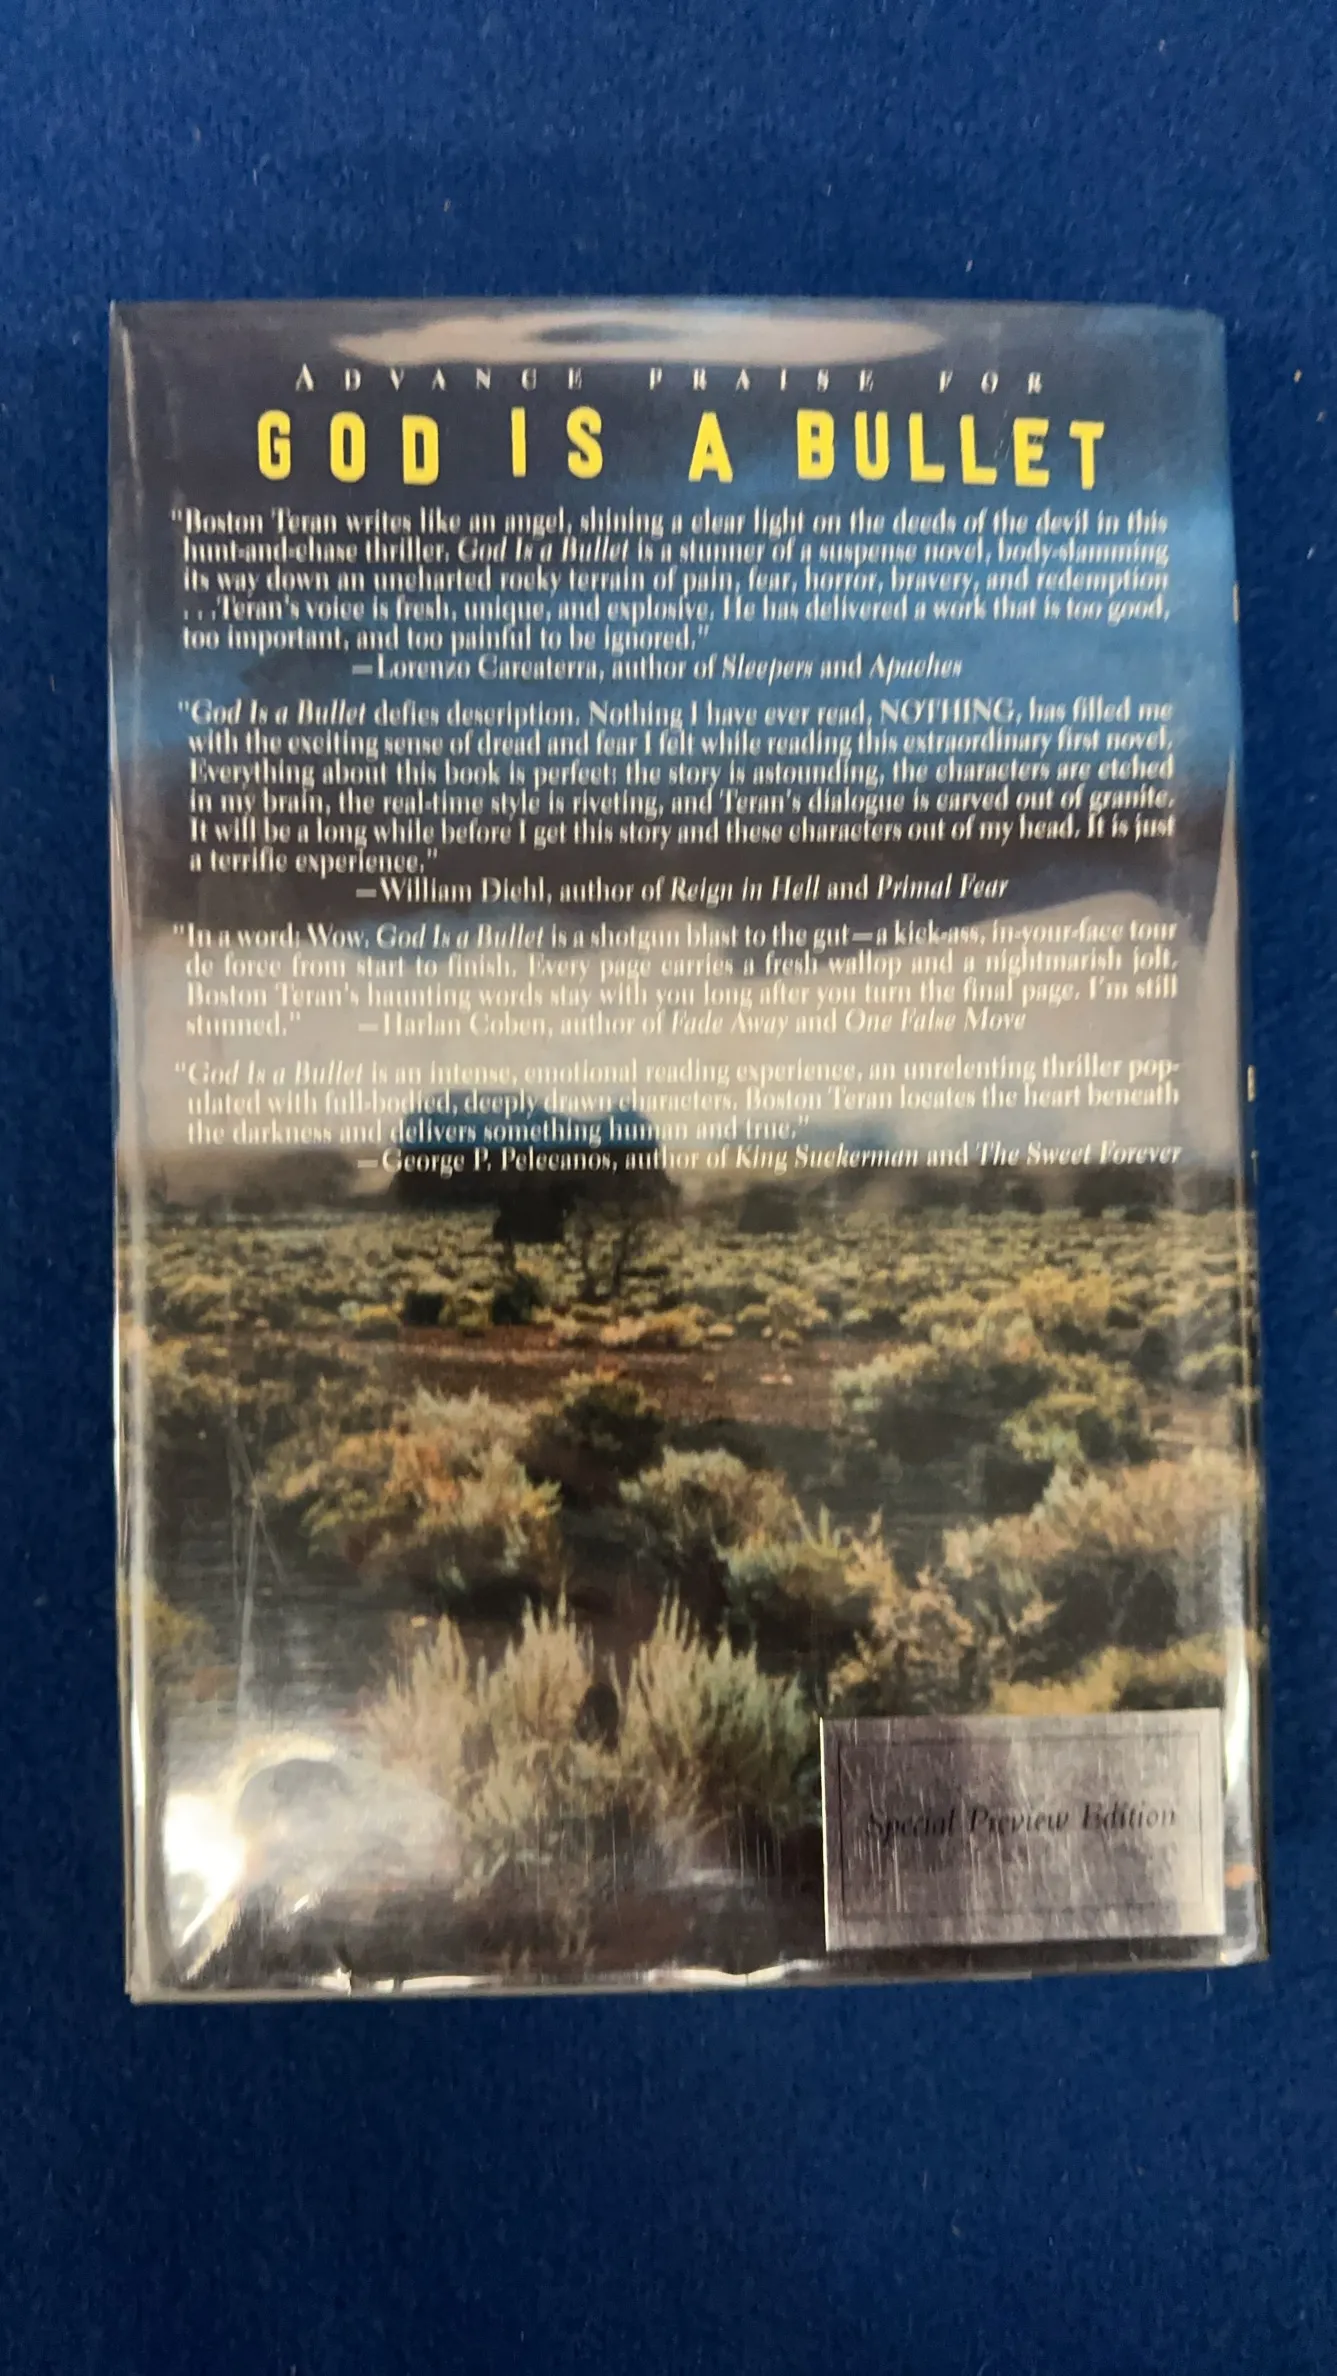 ADVANCE PRAISE FOR
GOD IS A BULLET
"Boston Teran writes like an angel, shining a clear light on the deeds of the devil in this
hunt-and-chase thriller. God Is a Bullet is a stunner of a suspense novel, body-slamming
its way down an uncharted rocky terrain of pain, fear, horror, bravery, and redemption
. . . Teran's voice is fresh, unique, and explosive. He has delivered a work that is too good,
too important, and too painful to be ignored."
—Lorenzo Carcaterra, author of Sleepers and Apaches
"God Is a Bullet defies description. Nothing I have ever read, NOTHING, has filled me
with the exciting sense of dread and fear I felt while reading this extraordinary first novel.
Everything about this book is perfect: the story is astounding, the characters are etched
in my brain, the real-time style is riveting, and Teran's dialogue is carved out of granite.
It will be a long while before I get this story and these characters out of my head. It is just
a terrific experience."
—William Diehl, author of Reign in Hell and Primal Fear
"In a word: Wow. God Is a Bullet is a shotgun blast to the gut—a kick-ass, in-your-face tour
de force from start to finish. Every page carries a fresh wallop and a nightmarish jolt.
Boston Teran's haunting words stay with you long after you turn the final page. I'm still
stunned." —Harlan Coben, author of Fade Away and One False Move
"God Is a Bullet is an intense, emotional reading experience, an unrelenting thriller pop-
ulated with full-bodied, deeply drawn characters. Boston Teran locates the heart beneath
the darkness and delivers something human and true."
—George P. Pelecanos, author of King Suckerman and The Sweet Forever
Special Preview Edition